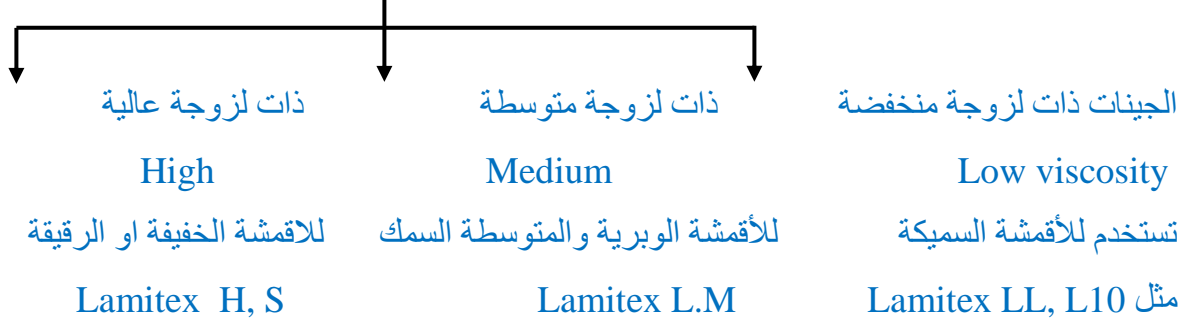 الجينات ذات لزوجة منخفضة ذات لزوجة متوسطة ذات لزوجة عالية
Low viscosity Medium High
تستخدم للأقمشة السميكة للأقمشة الوبرية والمتوسطة السمك للاقمشة الخفيفة او الرقيقة
مثل Lamitex LL, L10 Lamitex L.M Lamitex H, S